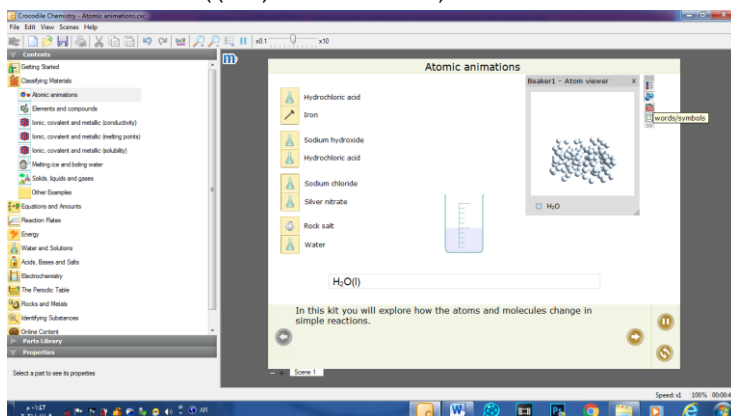 Crocodile Chemistry - Atomic animations.cxc
File Edit View Scenes Help
x0.1 x10
Contents
Getting Started
Classifying Materials
Atomic animations
Elements and compounds
Ionic, covalent and metallic (conductivity)
Ionic, covalent and metallic (melting points)
Ionic, covalent and metallic (solubility)
Melting ice and boiling water
Solids, liquids and gases
Other Examples
Equations and Amounts
Reaction Rates
Energy
Water and Solutions
Acids, Bases and Salts
Electrochemistry
The Periodic Table
Rocks and Metals
Identifying Substances
Online Content
Parts Library
Properties
Select a part to see its properties
m
Atomic animations
Hydrochloric acid
Iron
Sodium hydroxide
Hydrochloric acid
Sodium chloride
Silver nitrate
Rock salt
Water
Beaker1 - Atom viewer X
H₂O
words/symbols
H₂O(l)
In this kit you will explore how the atoms and molecules change in
simple reactions.
Scene 1
Speed: x1 100% 00:00:4